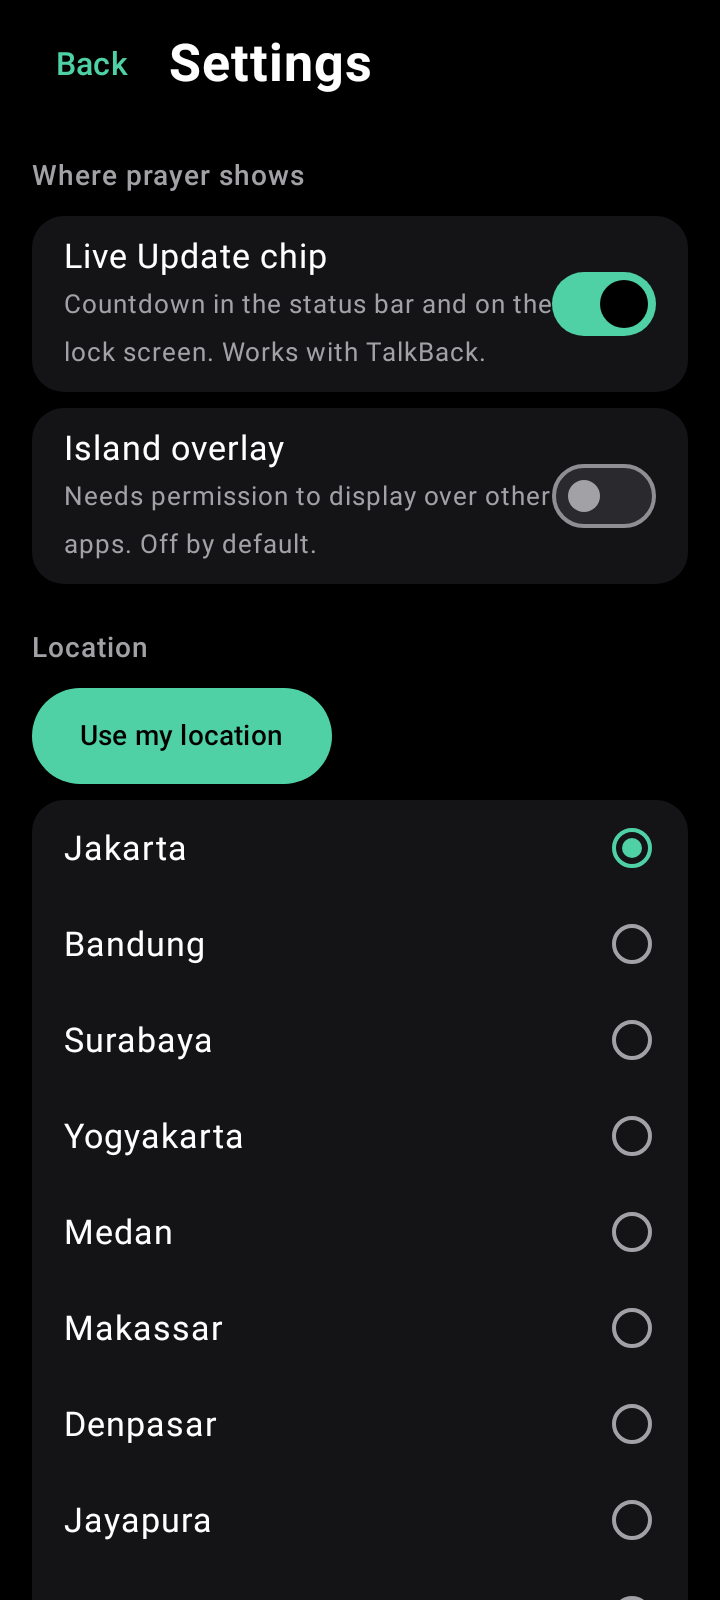 Back
Settings
Where prayer shows
Live Update chip
Countdown in the status bar and on the
lock screen. Works with TalkBack.
Island overlay
Needs permission to display over other
apps. Off by default.
Location
Use my location
Jakarta
Bandung
Surabaya
Yogyakarta
Medan
Makassar
Denpasar
Jayapura